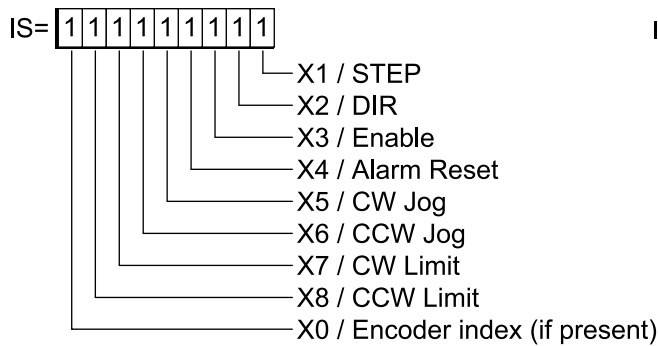 IS= 1 1 1 1 1 1 1 1 1
X1 / STEP
X2 / DIR
X3 / Enable
X4 / Alarm Reset
X5 / CW Jog
X6 / CCW Jog
X7 / CW Limit
X8 / CCW Limit
X0 / Encoder index (if present)